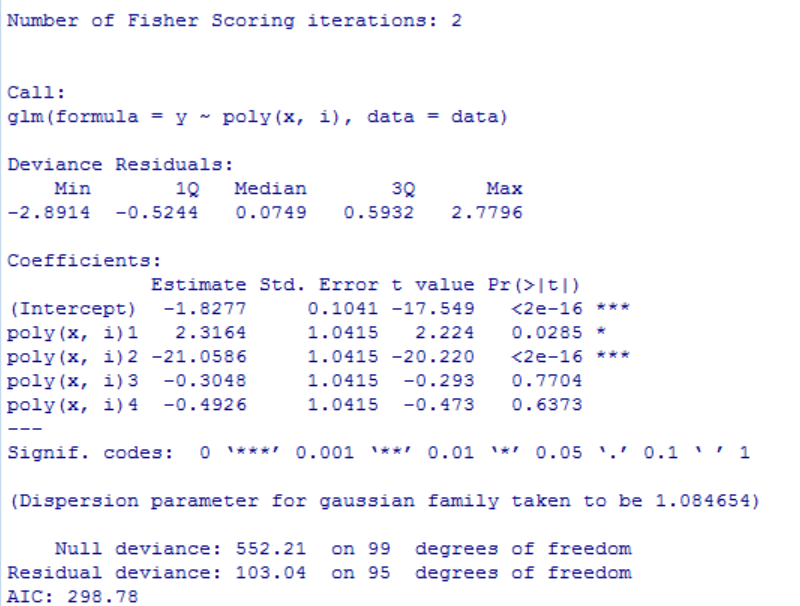 Number of Fisher Scoring iterations: 2
Call:
glm(formula = y ~ poly(x, i), data = data)
Deviance Residuals:
    Min       1Q   Median       3Q      Max
-2.8914  -0.5244   0.0749   0.5932   2.7796
Coefficients:
            Estimate Std. Error t value Pr(>|t|)
(Intercept)  -1.8277     0.1041 -17.549   <2e-16 ***
poly(x, i)1   2.3164     1.0415   2.224   0.0285 *
poly(x, i)2 -21.0586     1.0415 -20.220   <2e-16 ***
poly(x, i)3  -0.3048     1.0415  -0.293   0.7704
poly(x, i)4  -0.4926     1.0415  -0.473   0.6373
---
Signif. codes:  0 ‘***’ 0.001 ‘**’ 0.01 ‘*’ 0.05 ‘.’ 0.1 ‘ ’ 1
(Dispersion parameter for gaussian family taken to be 1.084654)
    Null deviance: 552.21  on 99  degrees of freedom
Residual deviance: 103.04  on 95  degrees of freedom
AIC: 298.78